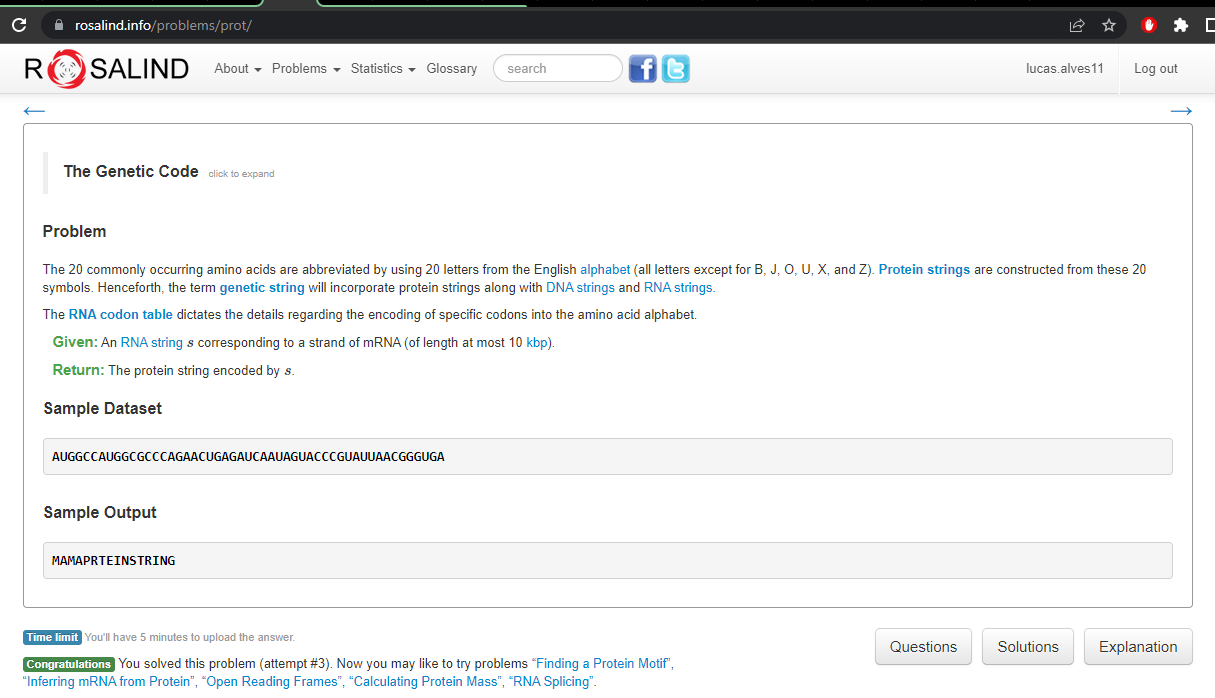 rosalind.info/problems/prot/
ROSALIND About Problems Statistics Glossary search f t lucas.alves11 Log out
← →
The Genetic Code click to expand
Problem
The 20 commonly occurring amino acids are abbreviated by using 20 letters from the English alphabet (all letters except for B, J, O, U, X, and Z). Protein strings are constructed from these 20
symbols. Henceforth, the term genetic string will incorporate protein strings along with DNA strings and RNA strings.
The RNA codon table dictates the details regarding the encoding of specific codons into the amino acid alphabet.
Given: An RNA string s corresponding to a strand of mRNA (of length at most 10 kbp).
Return: The protein string encoded by s.
Sample Dataset
AUGGCCAUGGCGCCCAGAACUGAGAUCAAUAGUACCCGUAUUAACGGGUGA
Sample Output
MAMAPRTEINSTRING
Time limit You'll have 5 minutes to upload the answer.
Questions Solutions Explanation
Congratulations You solved this problem (attempt #3). Now you may like to try problems “Finding a Protein Motif”,
“Inferring mRNA from Protein”, “Open Reading Frames”, “Calculating Protein Mass”, “RNA Splicing”.